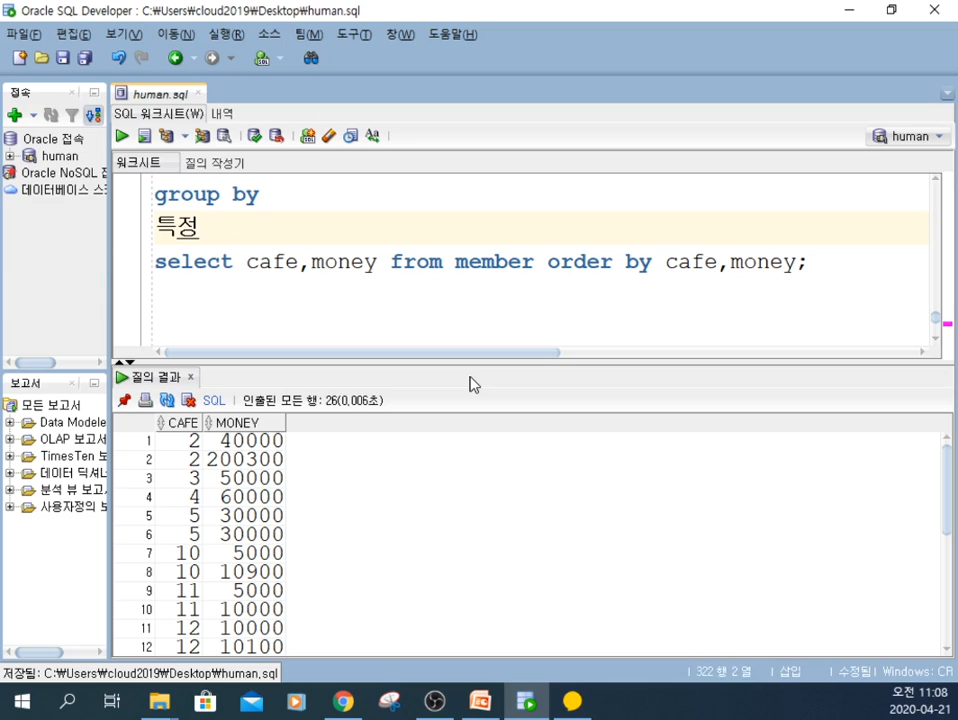 Oracle SQL Developer : C:₩Users₩cloud2019₩Desktop₩human.sql
파일(F) 편집(E) 보기(V) 이동(N) 실행(R) 소스 팀(M) 도구(T) 창(W) 도움말(H)
접속
Oracle 접속
human
Oracle NoSQL
데이터베이스
보고서
모든 보고서
Data Modele
OLAP 보고서
TimesTen 보
데이터 딕셔너
분석 뷰 보고
사용자정의 보
human.sql
SQL 워크시트(W) 내역
human
워크시트 질의 작성기
group by
특정
select cafe,money from member order by cafe,money;
질의 결과
SQL 인출된 모든 행: 26(0,006초)
CAFE MONEY
1 2 40000
2 2 200300
3 3 50000
4 4 60000
5 5 30000
6 5 30000
7 10 5000
8 10 10900
9 11 5000
10 11 10000
11 12 10000
12 12 10100
저장됨: C:₩Users₩cloud2019₩Desktop₩human,sql
322 행 2 열 삽입 수정됨 Windows: CR
오전 11:08
2020-04-21